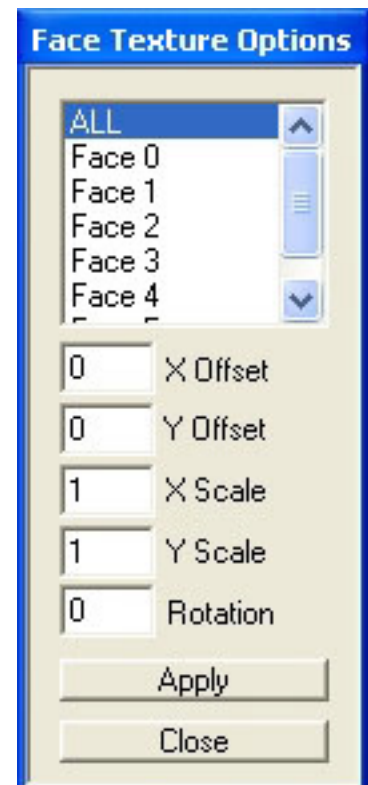 Face Texture Options
ALL
Face 0
Face 1
Face 2
Face 3
Face 4
0 X Offset
0 Y Offset
1 X Scale
1 Y Scale
0 Rotation
Apply
Close